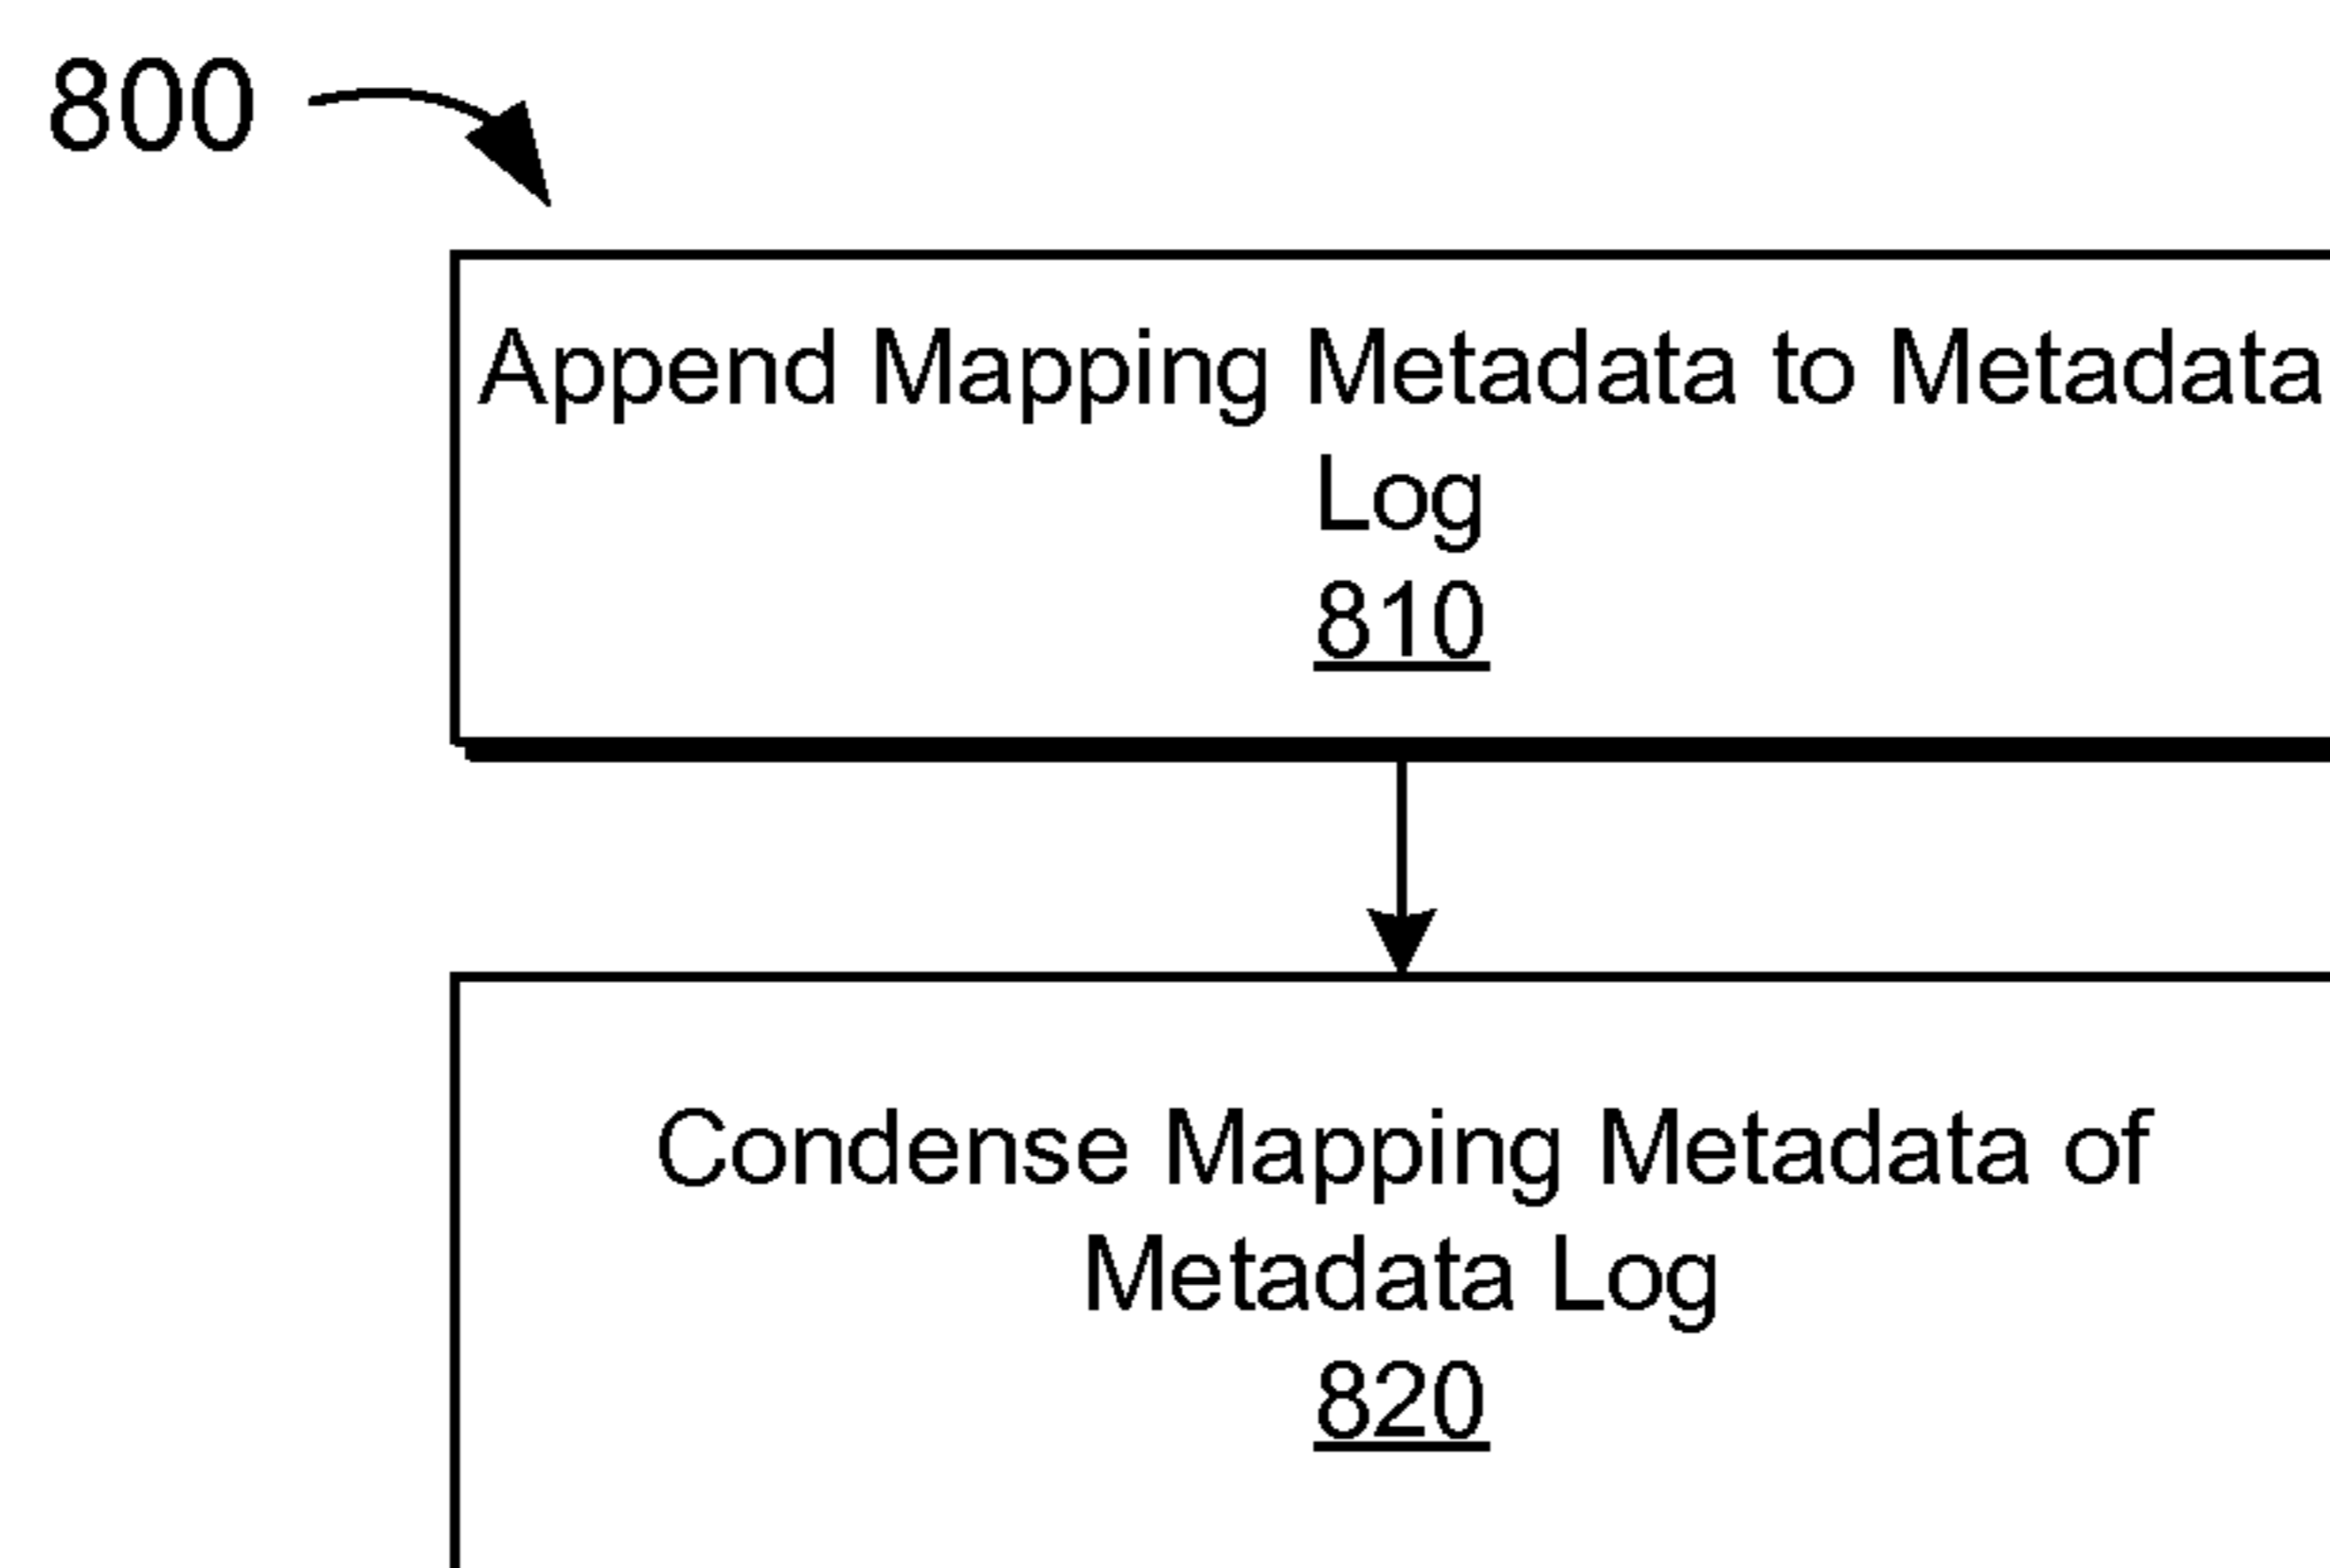 800
Append Mapping Metadata to Metadata
Log
810
Condense Mapping Metadata of
Metadata Log
820